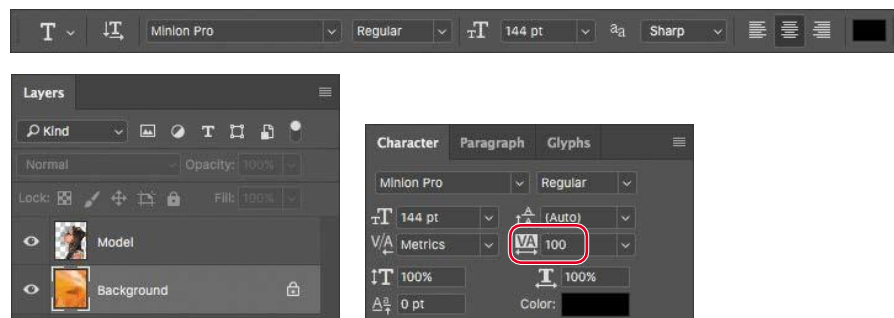 Minion Pro Regular 144 pt Sharp
Layers
Kind
Normal Opacity: 100%
Lock: Fill: 100%
Model
Background
Character Paragraph Glyphs
Minion Pro Regular
144 pt (Auto)
Metrics VA 100
100% 100%
0 pt Color: